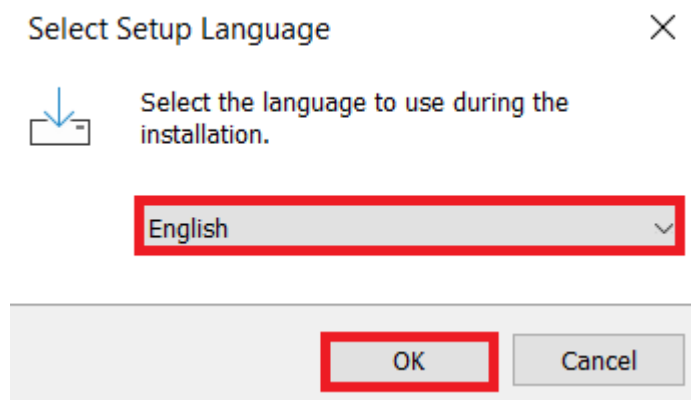 Select Setup Language
Select the language to use during the
installation.
English
OK
Cancel